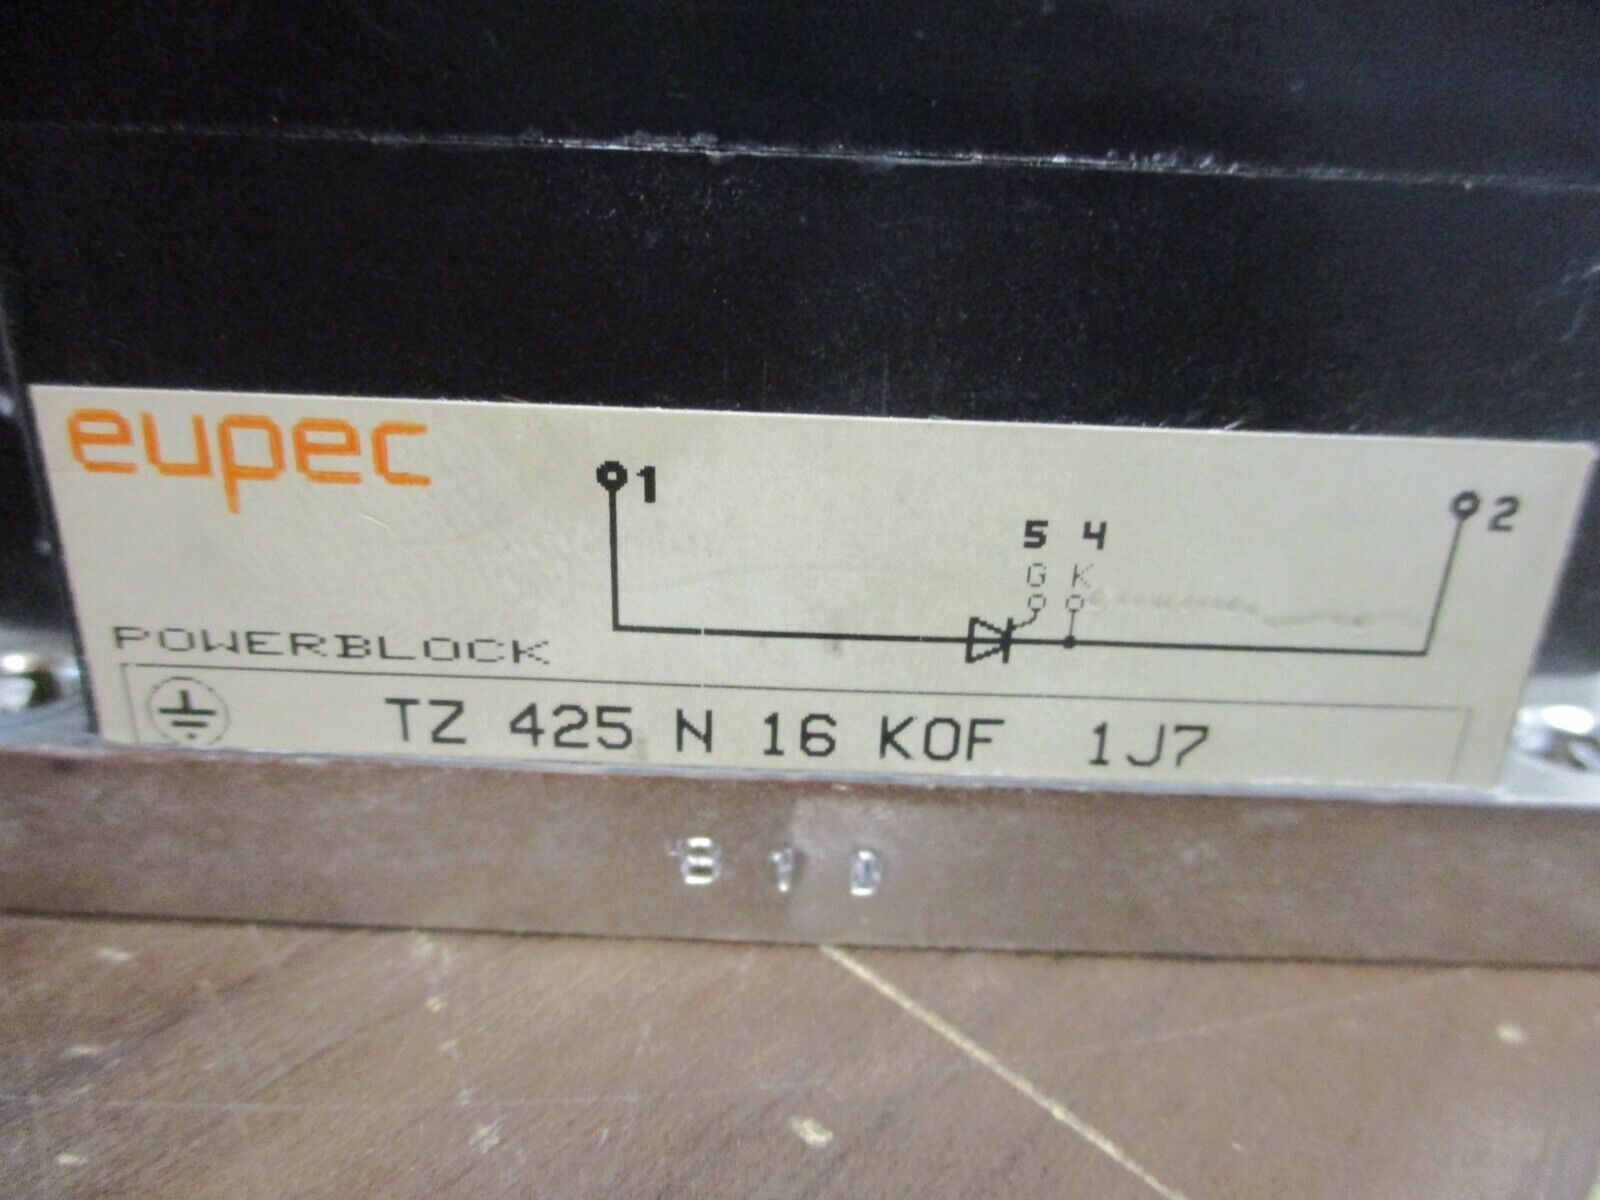 eupec
1
5 4
G K
2
POWERBLOCK
TZ 425 N 16 KOF 1J7
810